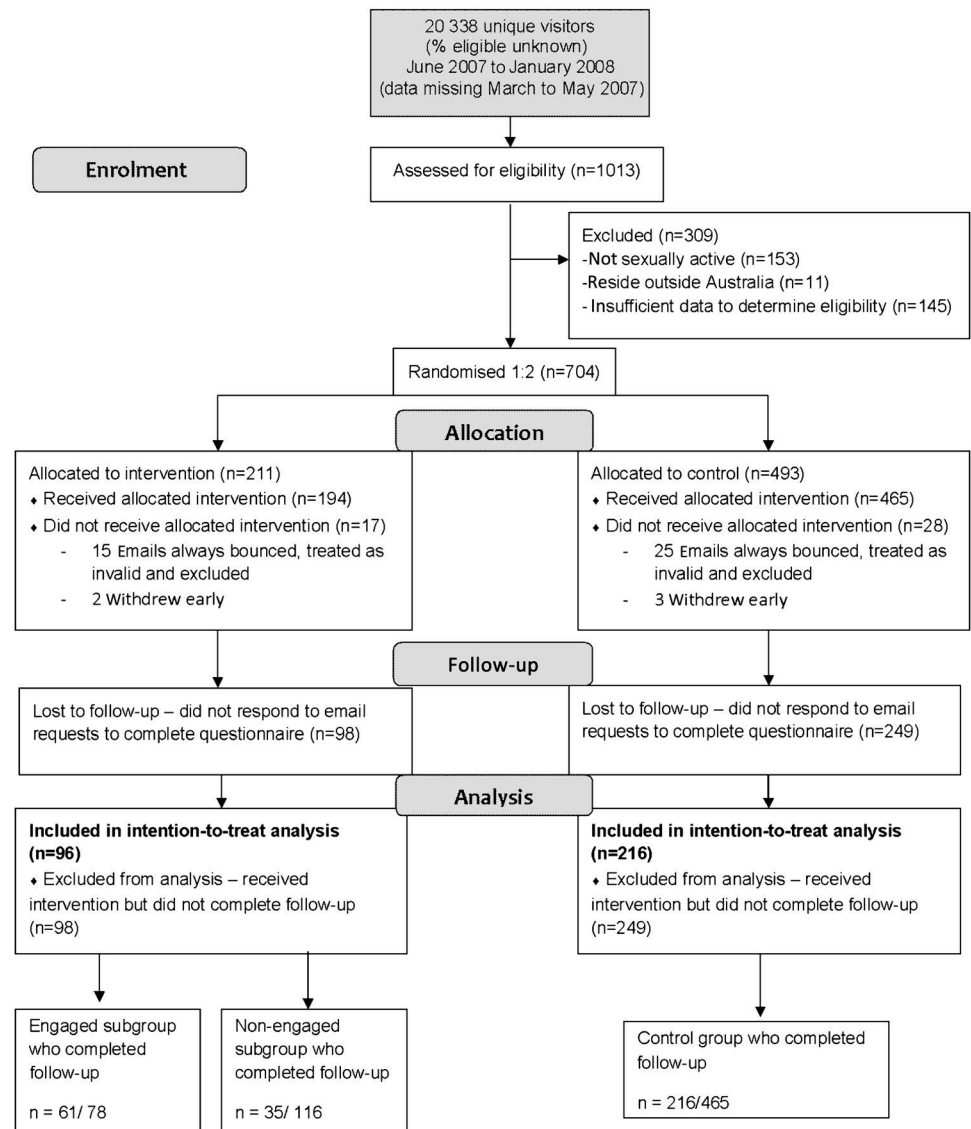 20 338 unique visitors
(% eligible unknown)
June 2007 to January 2008
(data missing March to May 2007)
Enrolment
Assessed for eligibility (n=1013)
Excluded (n=309)
-Not sexually active (n=153)
-Reside outside Australia (n=11)
- Insufficient data to determine eligibility (n=145)
Randomised 1:2 (n=704)
Allocation
Allocated to intervention (n=211)
♦ Received allocated intervention (n=194)
♦ Did not receive allocated intervention (n=17)
- 15 Emails always bounced, treated as
invalid and excluded
- 2 Withdrew early
Allocated to control (n=493)
♦ Received allocated intervention (n=465)
♦ Did not receive allocated intervention (n=28)
- 25 Emails always bounced, treated as
invalid and excluded
- 3 Withdrew early
Follow-up
Lost to follow-up – did not respond to email
requests to complete questionnaire (n=98)
Lost to follow-up – did not respond to email
requests to complete questionnaire (n=249)
Analysis
Included in intention-to-treat analysis
(n=96)
♦ Excluded from analysis – received
intervention but did not complete follow-up
(n=98)
Included in intention-to-treat analysis
(n=216)
♦ Excluded from analysis – received
intervention but did not complete follow-up
(n=249)
Engaged subgroup
who completed
follow-up
n = 61/ 78
Non-engaged
subgroup who
completed follow-up
n = 35/ 116
Control group who completed
follow-up
n = 216/465